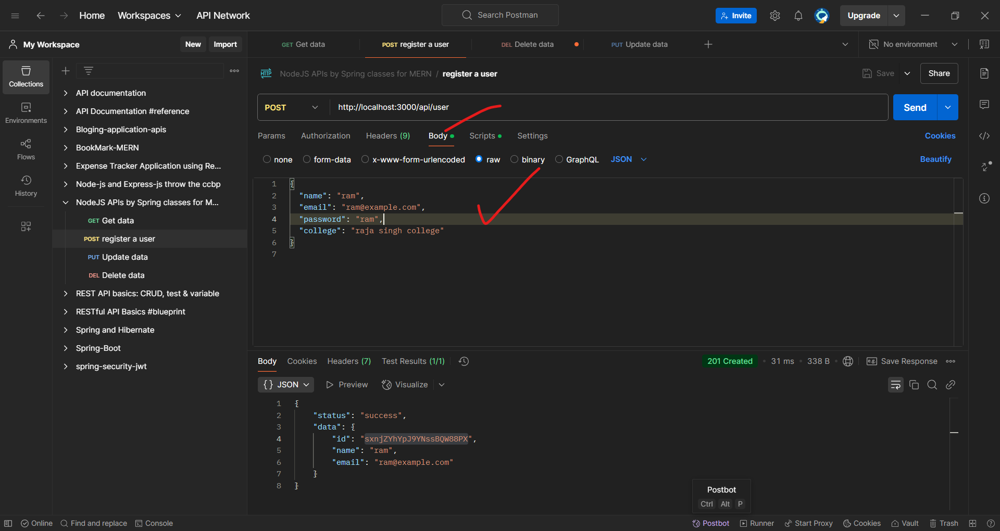 Home Workspaces API Network Search Postman Invite Upgrade
My Workspace New Import GET Get data POST register a user DEL Delete data PUT Update data No environment
Collections
Environments
Flows
History
API documentation
API Documentation #reference
Bloging-application-apis
BookMark-MERN
Expense Tracker Application using Re...
Node-js and Express-js throw the ccbp
NodeJS APIs by Spring classes for M...
GET Get data
POST register a user
PUT Update data
DEL Delete data
REST API basics: CRUD, test & variable
RESTful API Basics #blueprint
Spring and Hibernate
Spring-Boot
spring-security-jwt
HTTP NodeJS APIs by Spring classes for MERN / register a user Save Share
POST http://localhost:3000/api/user Send
Params Authorization Headers (9) Body Scripts Settings Cookies
none form-data x-www-form-urlencoded raw binary GraphQL JSON Beautify
1 {
2 "name": "ram",
3 "email": "ram@example.com",
4 "password": "ram",
5 "college": "raja singh college"
6 }
7
Body Cookies Headers (7) Test Results (1/1) 201 Created • 31 ms • 338 B • e.g. Save Response
{} JSON Preview Visualize
1 {
2 "status": "success",
3 "data": {
4 "id": "sxnjZYhYpJ9YNssBQW88PX",
5 "name": "ram",
6 "email": "ram@example.com"
7 }
8 }
Postbot
Ctrl Alt P
Online Find and replace Console Postbot Runner Start Proxy Cookies Vault Trash